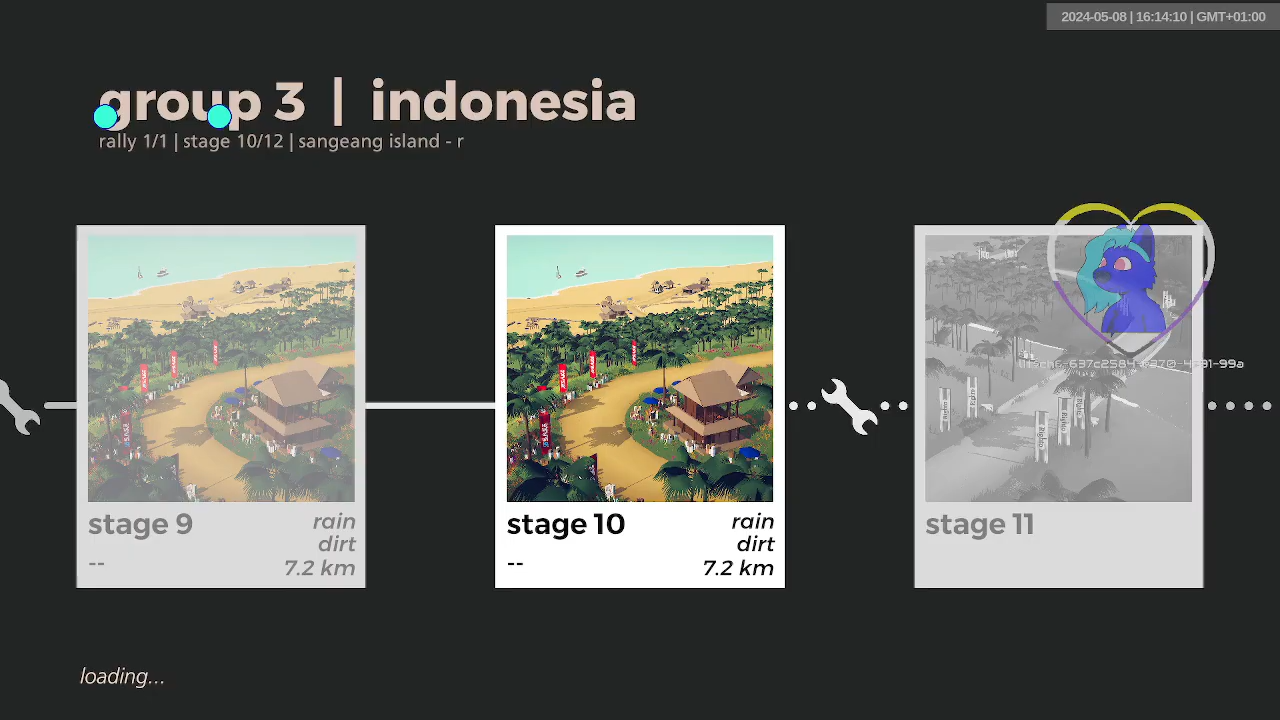 2024-05-08 | 16:14:10 | GMT+01:00
group 3 | indonesia
rally 1/1 | stage 10/12 | sangeang island - r
stage 9
rain
dirt
--
7.2 km
stage 10
rain
dirt
--
7.2 km
stage 11
loading...